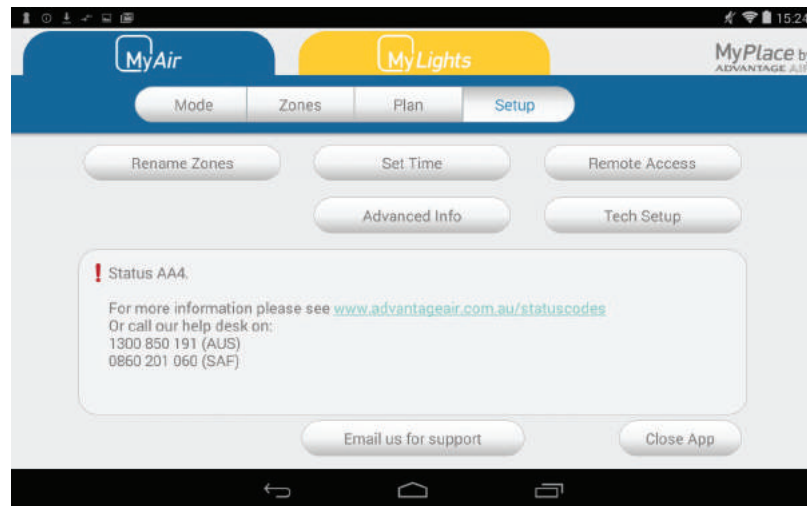 15:24
MyAir
MyLights
MyPlace by
ADVANTAGE AIR
Mode
Zones
Plan
Setup
Rename Zones
Set Time
Remote Access
Advanced Info
Tech Setup
! Status AA4.
For more information please see www.advantageair.com.au/statuscodes
Or call our help desk on:
1300 850 191 (AUS)
0860 201 060 (SAF)
Email us for support
Close App